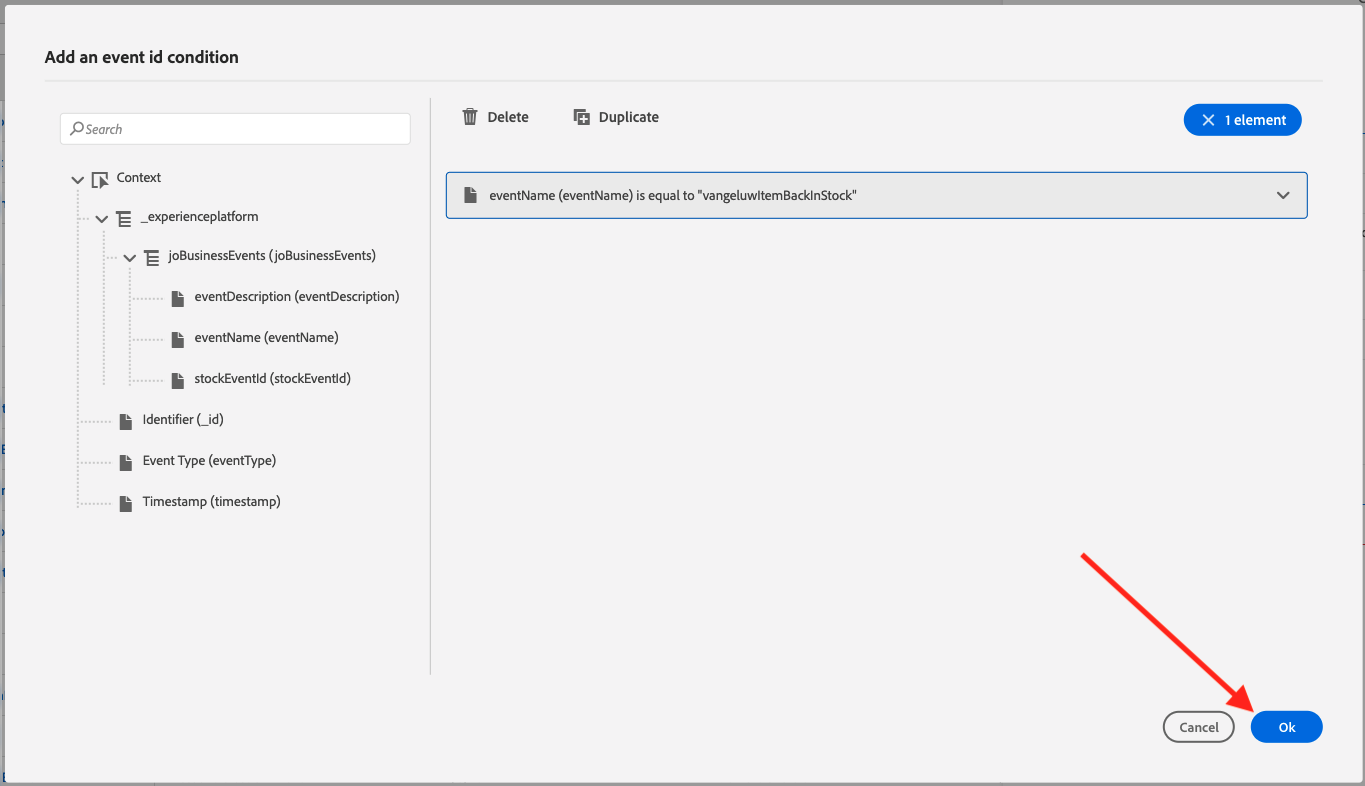 Add an event id condition
Search
Context
_experienceplatform
joBusinessEvents (joBusinessEvents)
eventDescription (eventDescription)
eventName (eventName)
stockEventId (stockEventId)
Identifier (_id)
Event Type (eventType)
Timestamp (timestamp)
Delete
Duplicate
1 element
eventName (eventName) is equal to "vangeluwItemBackInStock"
Cancel
Ok